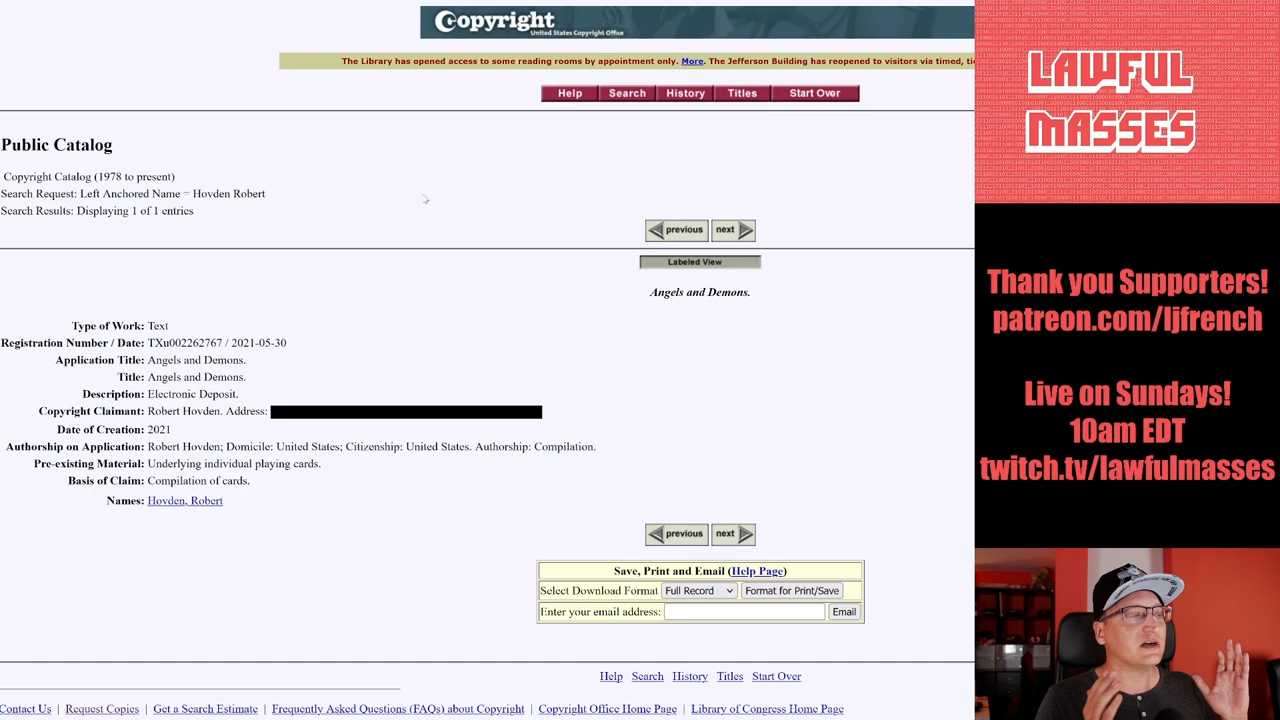 Copyright
United States Copyright Office
Library has opened access to some reading rooms by appointment only. More. The Jefferson Building has reopened to visitors via timed,
Help Search History Titles Start Over
Public Catalog
Copyright Catalog (1978 to present)
Search Request: Left Anchored Name = Hovden Robert
Search Results: Displaying 1 of 1 entries
previous next
Labeled View
Angels and Demons.
Type of Work: Text
Registration Number / Date: TXu002262767 / 2021-05-30
Application Title: Angels and Demons.
Title: Angels and Demons.
Description: Electronic Deposit.
Copyright Claimant: Robert Hovden. Address:
Date of Creation: 2021
Authorship on Application: Robert Hovden; Domicile: United States; Citizenship: United States. Authorship: Compilation.
Pre-existing Material: Underlying individual playing cards.
Basis of Claim: Compilation of cards.
Names: Hovden, Robert
previous next
Save, Print and Email (Help Page)
Select Download Format Full Record Format for Print/Save
Enter your email address: Email
Help Search History Titles Start Over
Contact Us | Request Copies | Get a Search Estimate | Frequently Asked Questions (FAQs) about Copyright | Copyright Office Home Page | Library of Congress Home Page
LAWFUL
MASSES
Thank you Supporters!
patreon.com/ljfrench
Live on Sundays!
10am EDT
twitch.tv/lawfulmasses